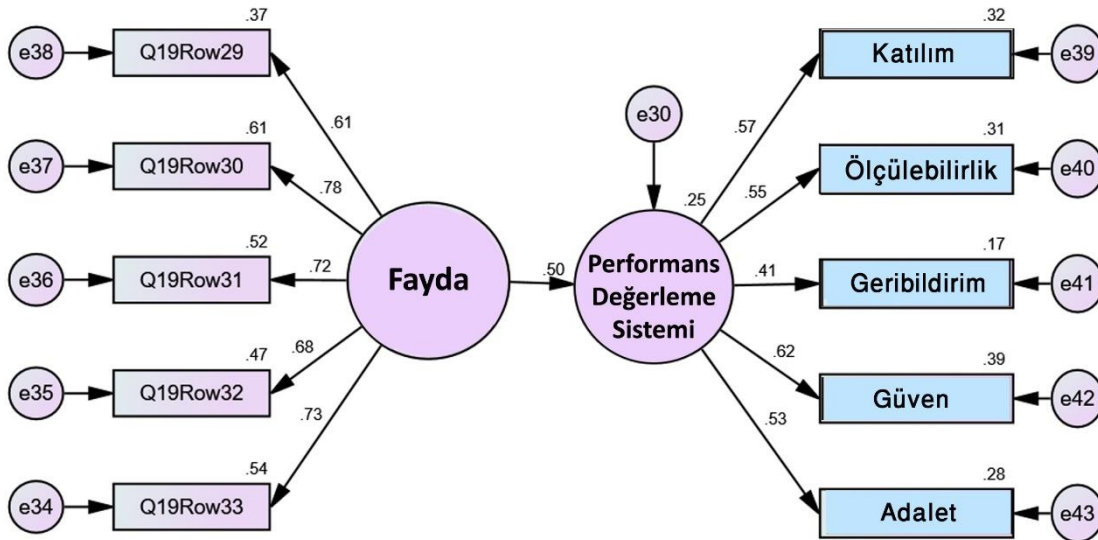 .37
e38
Q19Row29
.61
.61
e37
Q19Row30
.78
.52
e36
Q19Row31
.72
.47
e35
Q19Row32
.68
.54
e34
Q19Row33
.73
Fayda
.50
e30
.25
Performans
Değerleme
Sistemi
.32
.57
Katılım
e39
.31
.55
Ölçülebilirlik
e40
.17
.41
Geribildirim
e41
.39
.62
Güven
e42
.28
.53
Adalet
e43